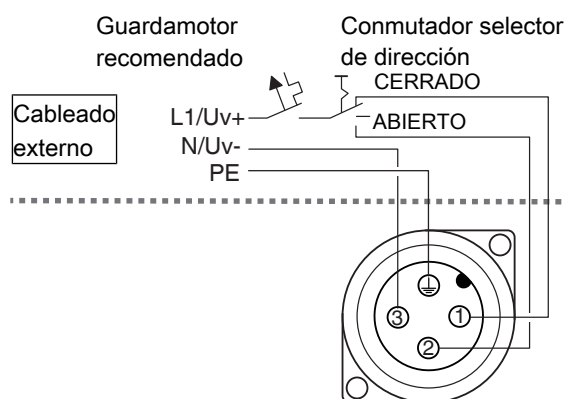 Guardamotor
recomendado
Conmutador selector
de dirección
CERRADO
ABIERTO
Cableado
externo
L1/Uv+
N/Uv-
PE
3
1
2